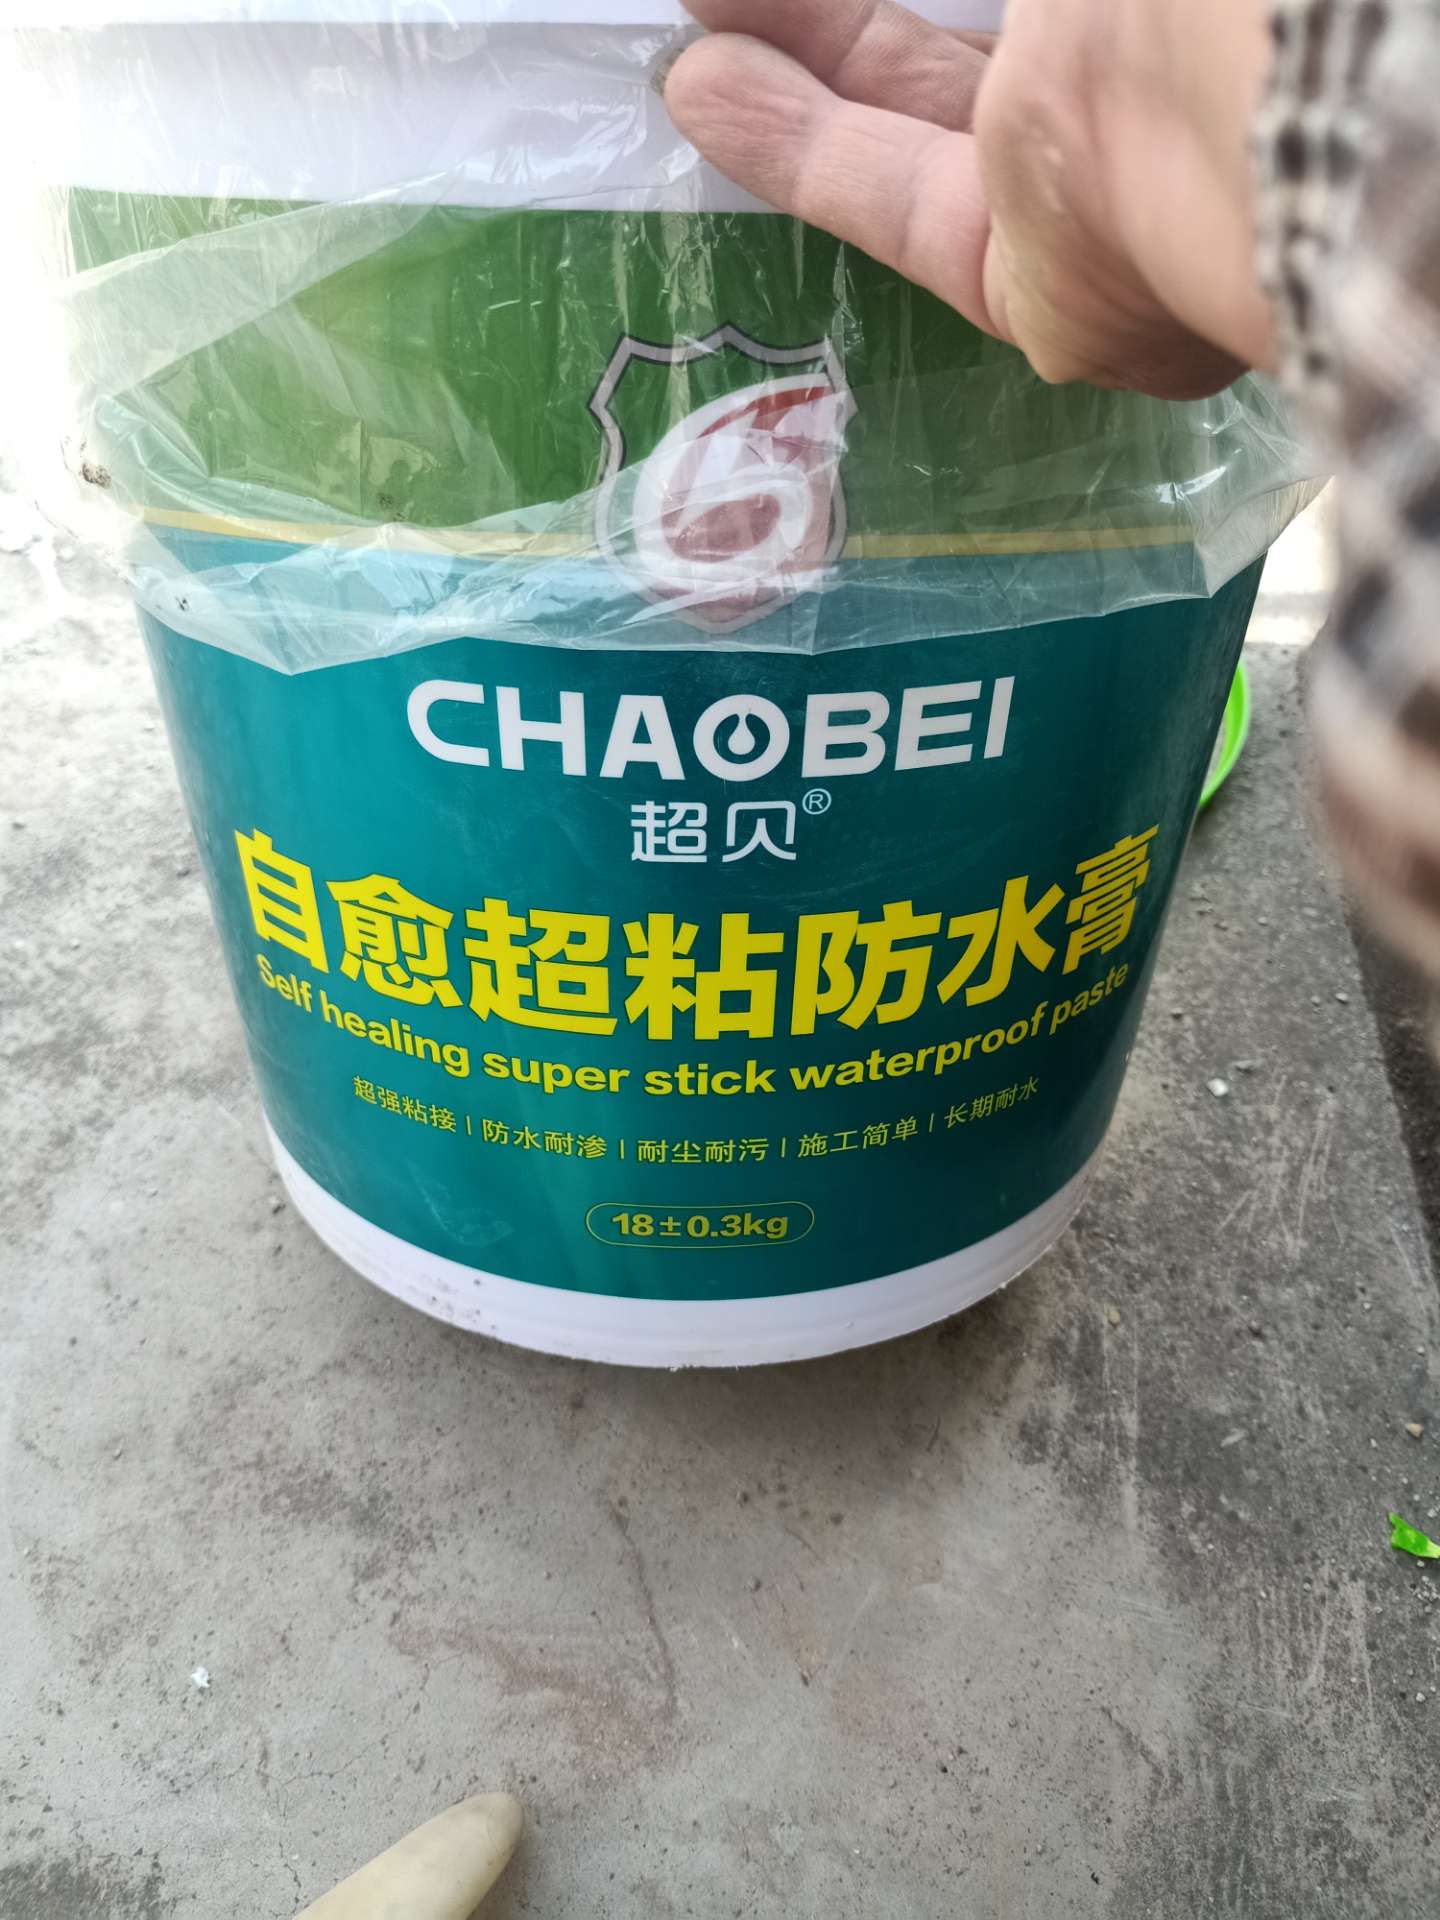 CHAOBEI
超贝®
自愈超粘防水膏
Self healing super stick waterproof paste
超强粘接 | 防水耐渗 | 耐尘耐污 | 施工简单 | 长期耐水
18±0.3kg